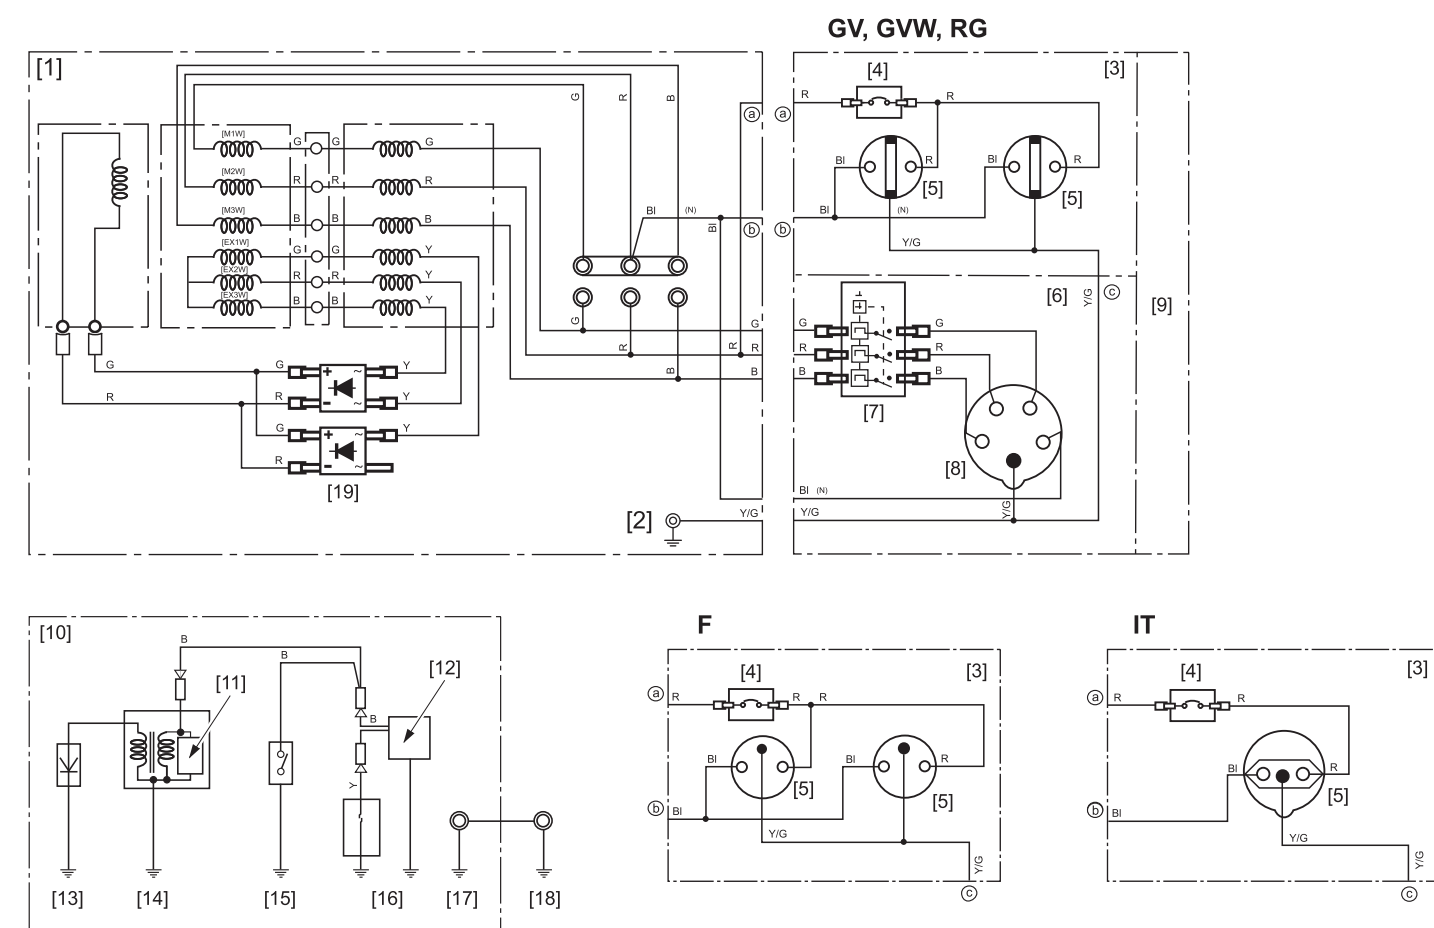 GV, GVW, RG
[1]
[M1W]
G G G
[M2W]
R R R
[M3W]
B B B
[EX1W]
G G Y
[EX2W]
R R Y
[EX3W]
B B Y
G R B
Bl (N)
Bl
G R B
R
G
R
B
a
b
G G Y
R R Y
G Y
R
+ ~
- ~
+ ~
- ~
[19]
[2] Y/G
a
b
[4] [3]
R R
Bl R Bl R
[5] [5]
Bl (N)
Y/G
[6] Y/G c
[9]
G G
R R
B B
[7]
[8]
Bl (N)
Y/G
Y/G
[10]
B
B
[11]
[12]
B
Y
[13] [14] [15] [16] [17] [18]
F
[4] [3]
a R R R
Bl Bl R
[5] [5]
b Bl
Y/G
Y/G
c
IT
[4] [3]
a R R
Bl R
[5]
b Bl
Y/G
Y/G
c